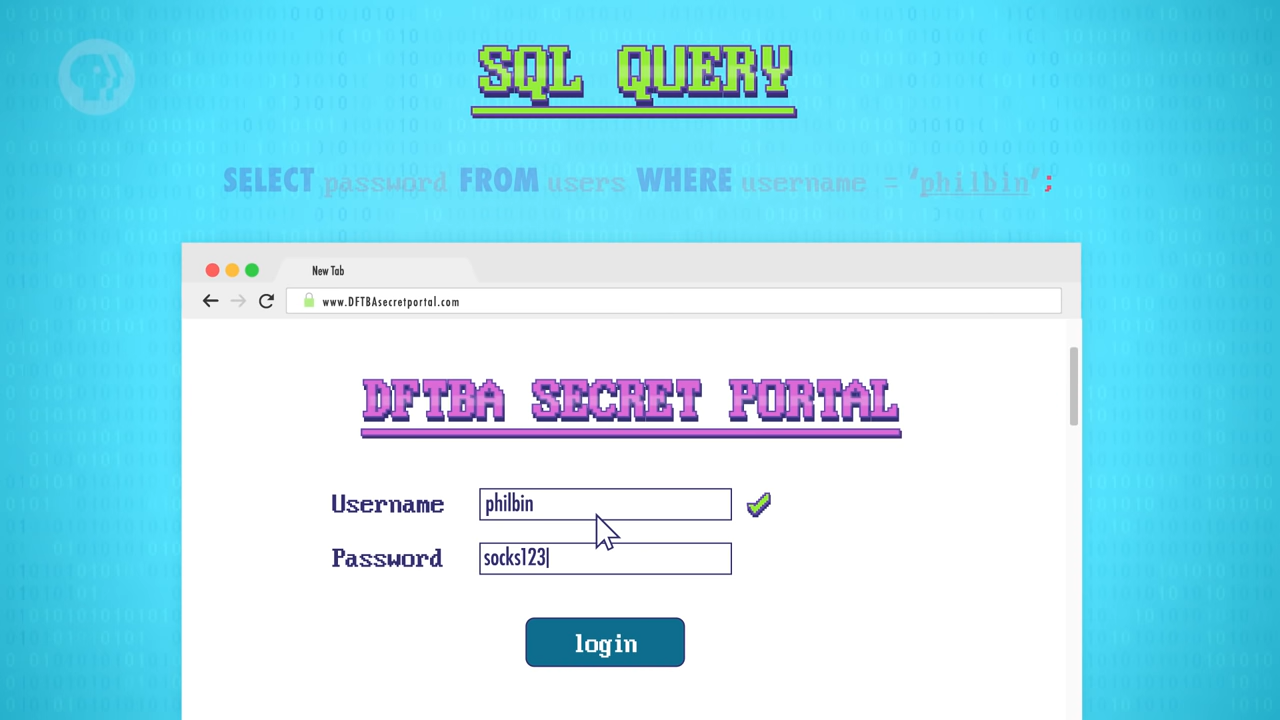 SQL QUERY
SELECT password FROM users WHERE username = 'philbin';
New Tab
www.DFTBAsecretportal.com
DFTBA SECRET PORTAL
Username philbin
Password socks123
login